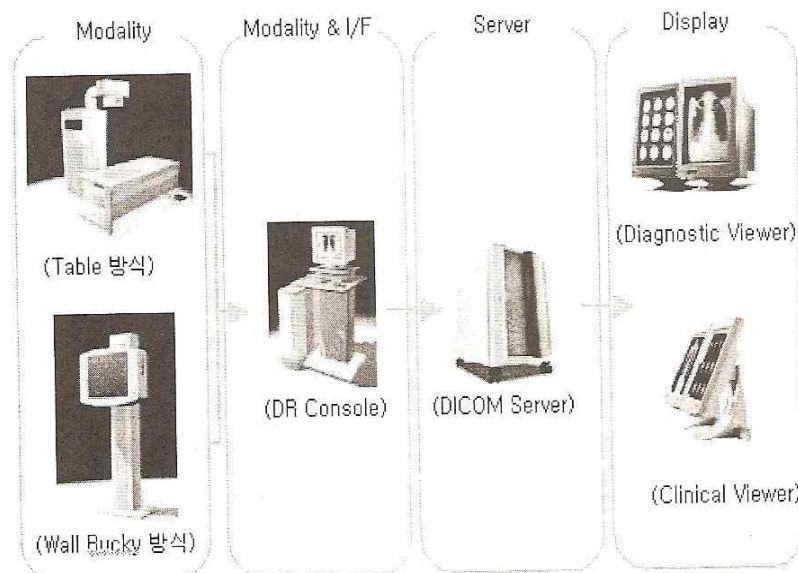 Modality
Modality & I/F
Server
Display
(Table 방식)
(Wall Bucky 방식)
(DR Console)
(DICOM Server)
(Diagnostic Viewer)
(Clinical Viewer)